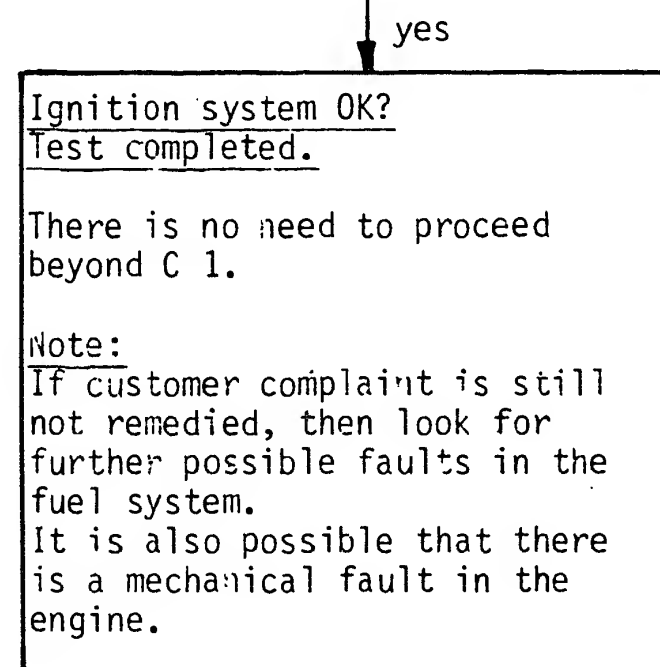 yes
Ignition system OK?
Test completed.
There is no need to proceed
beyond C 1.
Note:
If customer complaint is still
not remedied, then look for
further possible faults in the
fuel system.
It is also possible that there
is a mechanical fault in the
engine.